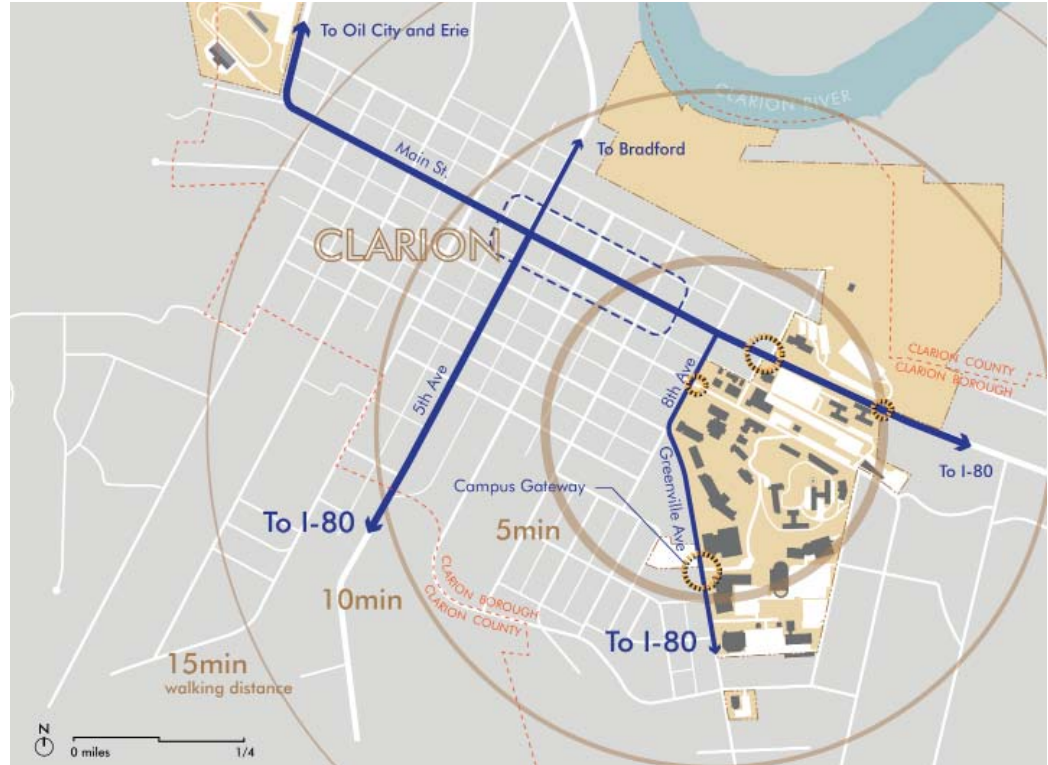 To Oil City and Erie
CLARION RIVER
To Bradford
Main St.
CLARION
CLARION COUNTY
CLARION BOROUGH
5th Ave
8th Ave
To I-80
Campus Gateway
Greenville Ave
To I-80
5min
10min
CLARION BOROUGH
CLARION COUNTY
To I-80
15min
walking distance
N
0 miles
1/4